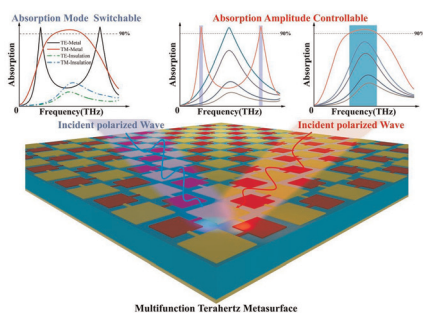 Absorption Mode Switchable
Absorption Amplitude Controllable
Absorption
90%
TE-Metal
TM-Metal
TE-Insulation
TM-Insulation
0
Frequency(THz)
Absorption
90%
0
Frequency(THz)
Absorption
90%
0
Frequency(THz)
Incident polarized Wave
Incident polarized Wave
Multifunction Terahertz Metasurface